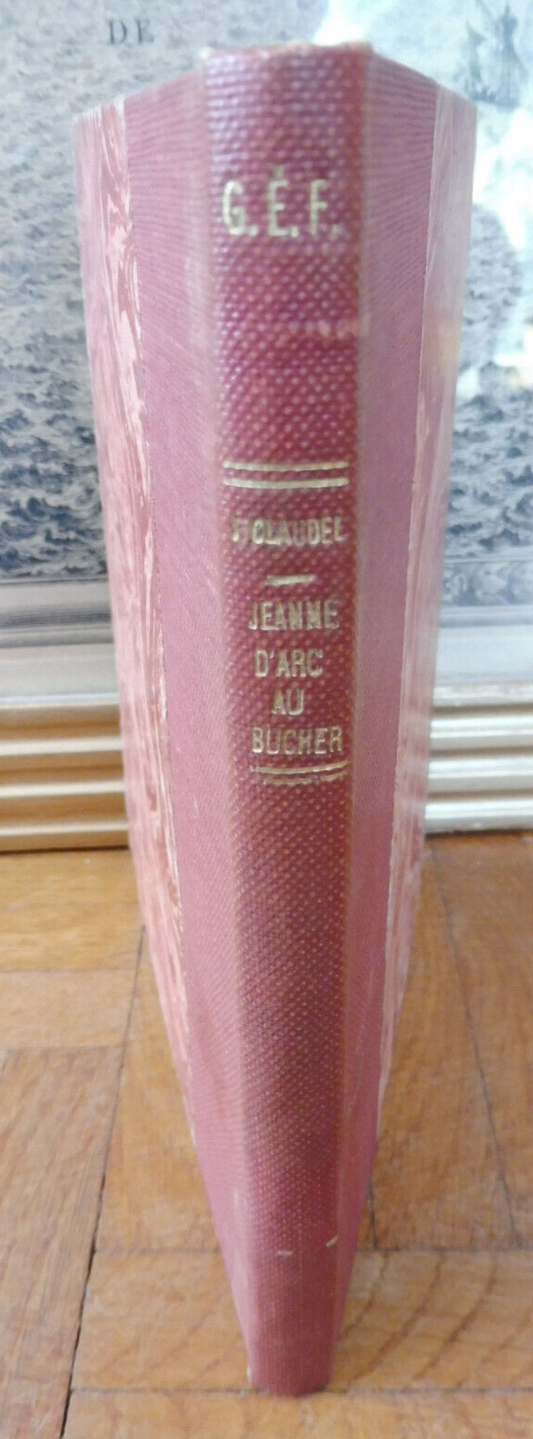 DE
G.É.F.
P. CLAUDEL
JEANNE
D'ARC
AU
BUCHER